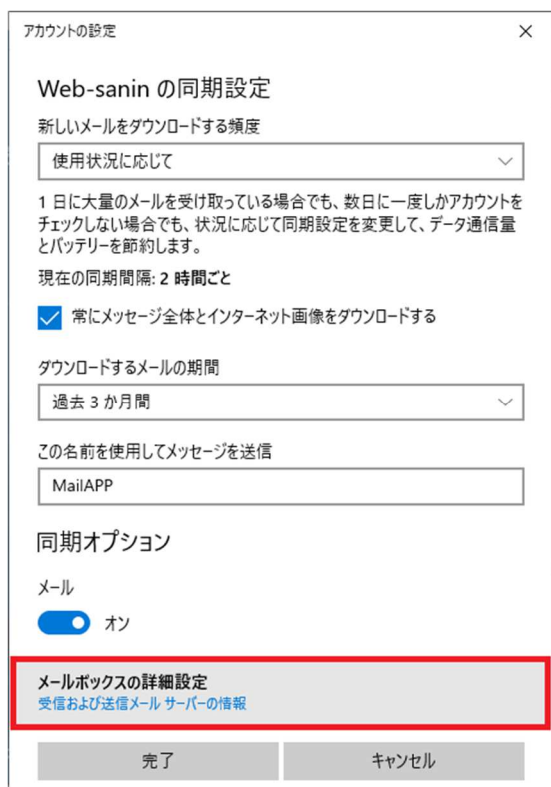 アカウントの設定
Web-sanin の同期設定
新しいメールをダウンロードする頻度
使用状況に応じて
1 日に大量のメールを受け取っている場合でも、数日に一度しかアカウントを
チェックしない場合でも、状況に応じて同期設定を変更して、データ通信量
とバッテリーを節約します。
現在の同期間隔: 2 時間ごと
常にメッセージ全体とインターネット画像をダウンロードする
ダウンロードするメールの期間
過去 3 か月間
この名前を使用してメッセージを送信
MailAPP
同期オプション
メール
オン
メールボックスの詳細設定
受信および送信メール サーバーの情報
完了
キャンセル